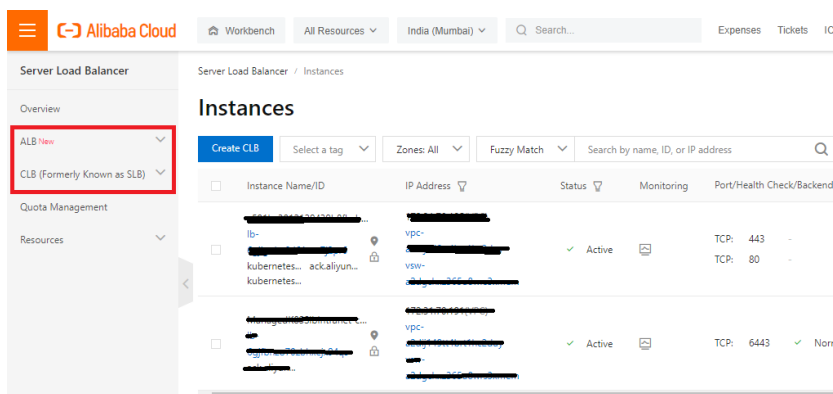 Alibaba Cloud
Workbench
All Resources
India (Mumbai)
Search...
Expenses
Tickets
Server Load Balancer
Server Load Balancer / Instances
Overview
Instances
ALB New
CLB (Formerly Known as SLB)
Quota Management
Resources
Create CLB
Select a tag
Zones: All
Fuzzy Match
Search by name, ID, or IP address
Instance Name/ID
IP Address
Status
Monitoring
Port/Health Check/Backend
lb-
kubernetes... ack.aliyun...
kubernetes...
vpc-
vsw-
Active
TCP: 443 -
TCP: 80 -
vpc-
Active
TCP: 6443